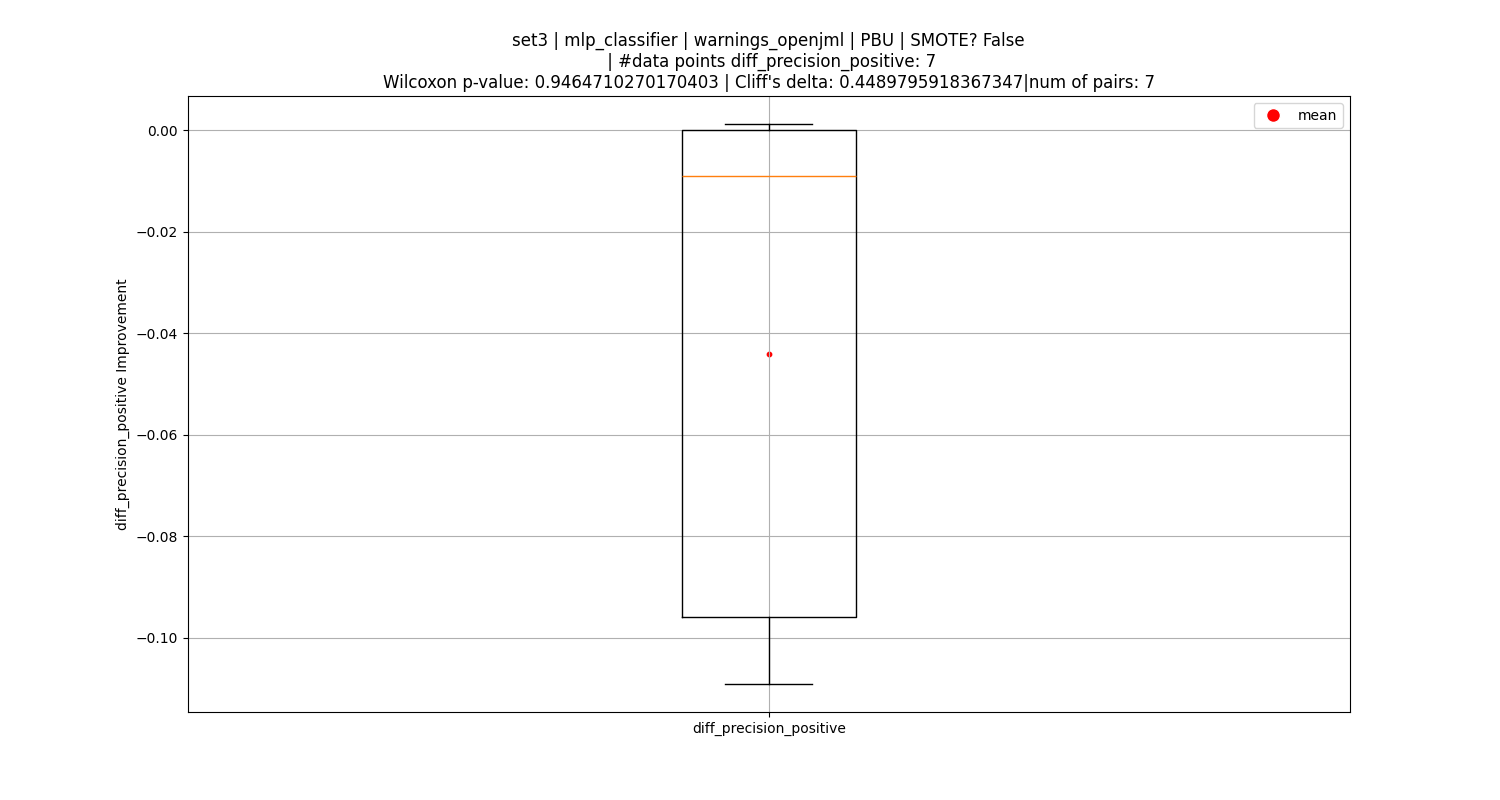 set3 | mlp_classifier | warnings_openjml | PBU | SMOTE? False
| #data points diff_precision_positive: 7
Wilcoxon p-value: 0.9464710270170403 | Cliff's delta: 0.4489795918367347|num of pairs: 7
mean
0.00
−0.02
−0.04
−0.06
−0.08
−0.10
diff_precision_positive Improvement
diff_precision_positive